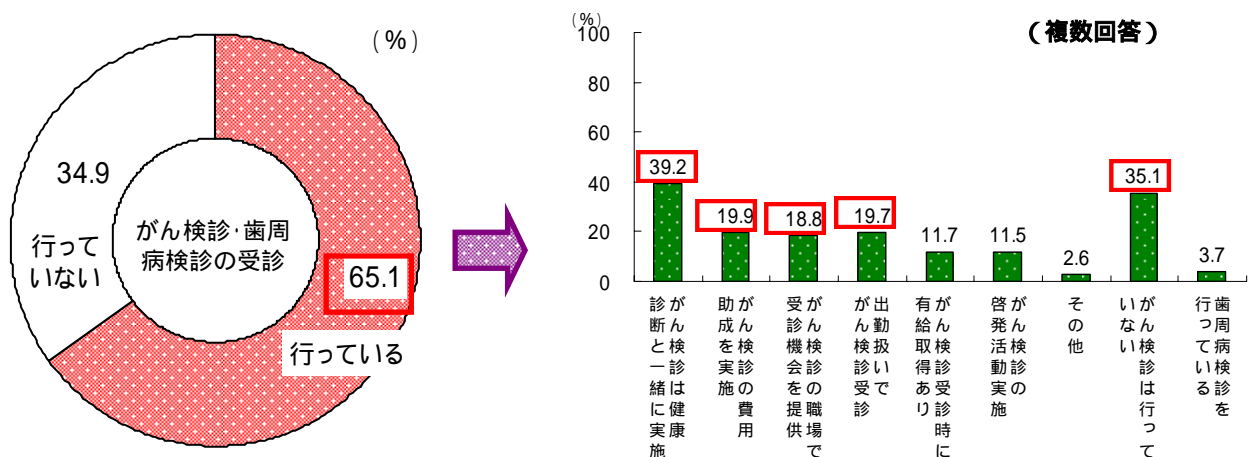 (%)
34.9
行って
いない
がん検診・歯周
病検診の受診
65.1
行っている
(%)
(複数回答)
100
80
60
40
20
0
39.2
19.9
18.8
19.7
11.7
11.5
2.6
35.1
3.7
がん検診は健康
診断と一緒に実施
がん検診の費用
助成を実施
がん検診の職場で
受診機会を提供
出勤扱いで
がん検診受診
がん検診受診時に
有給取得あり
がん検診の
啓発活動実施
その他
がん検診は行って
いない
歯周病検診を
行っている